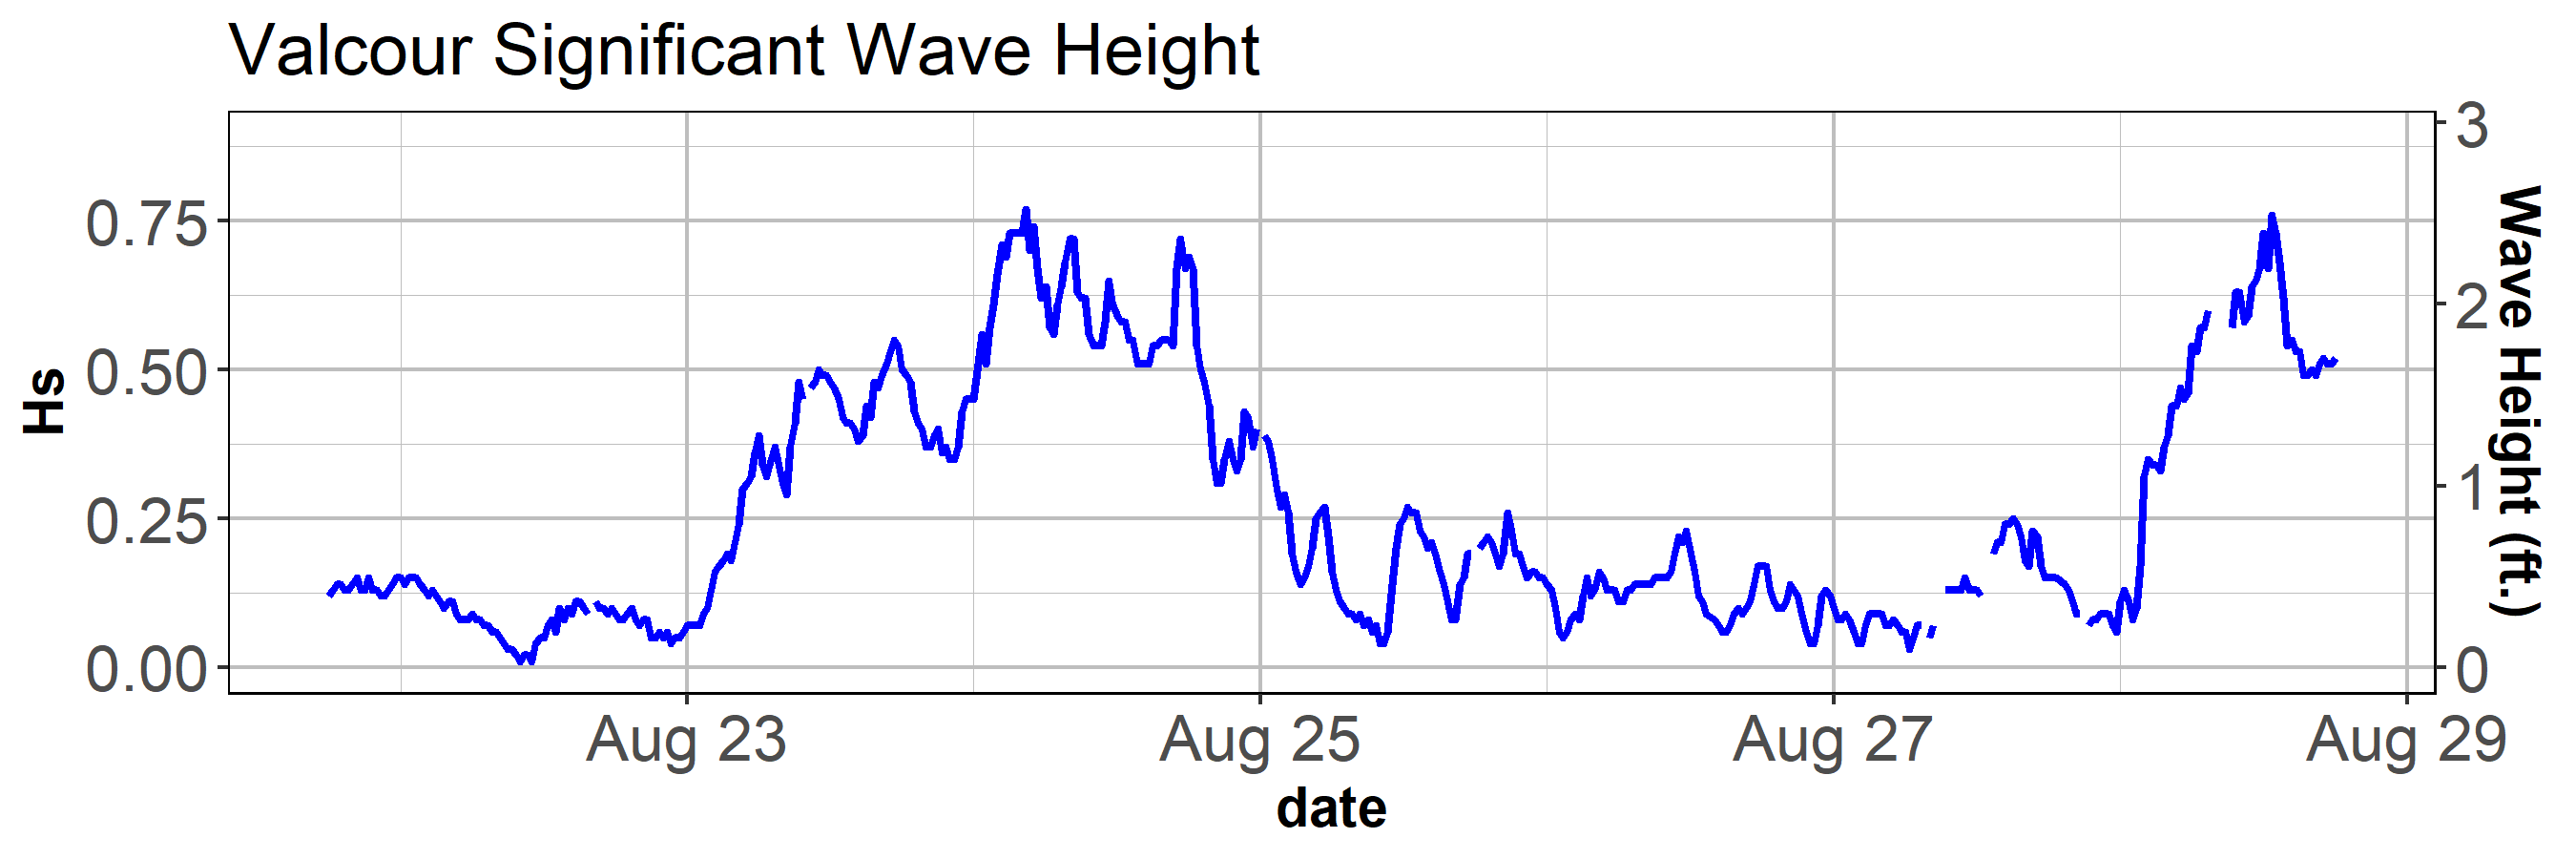 Valcour Significant Wave Height
Hs
0.75
0.50
0.25
0.00
3
2
1
0
Wave Height (ft.)
Aug 23 Aug 25 Aug 27 Aug 29
date